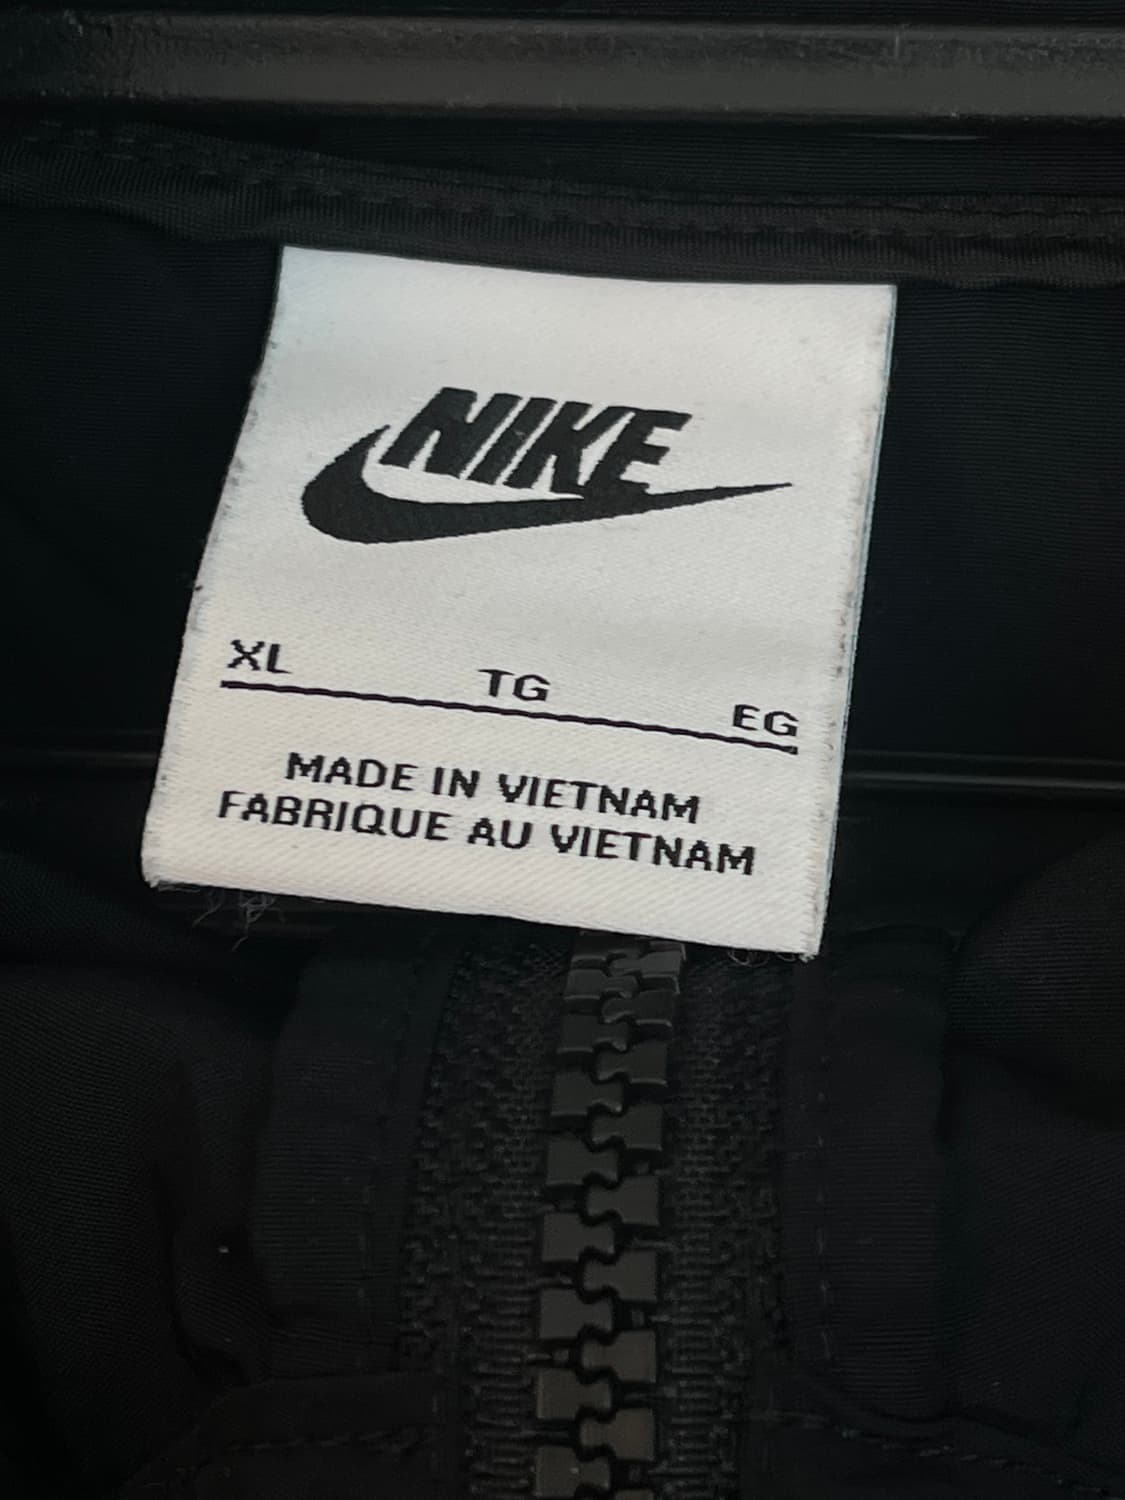 NIKE
XL TG EG
MADE IN VIETNAM
FABRIQUE AU VIETNAM